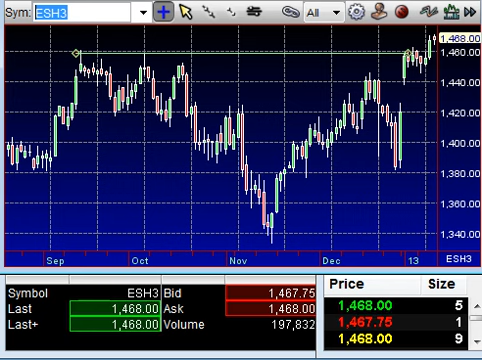 Sym: ESH3 All
1,468.00
1,460.00
1,440.00
1,420.00
1,400.00
1,380.00
1,360.00
1,340.00
Sep Oct Nov Dec 13 ESH3
Symbol ESH3 Bid 1,467.75
Last 1,468.00 Ask 1,468.00
Last+ 1,468.00 Volume 197,832
Price Size
1,468.00 5
1,467.75 1
1,468.00 9